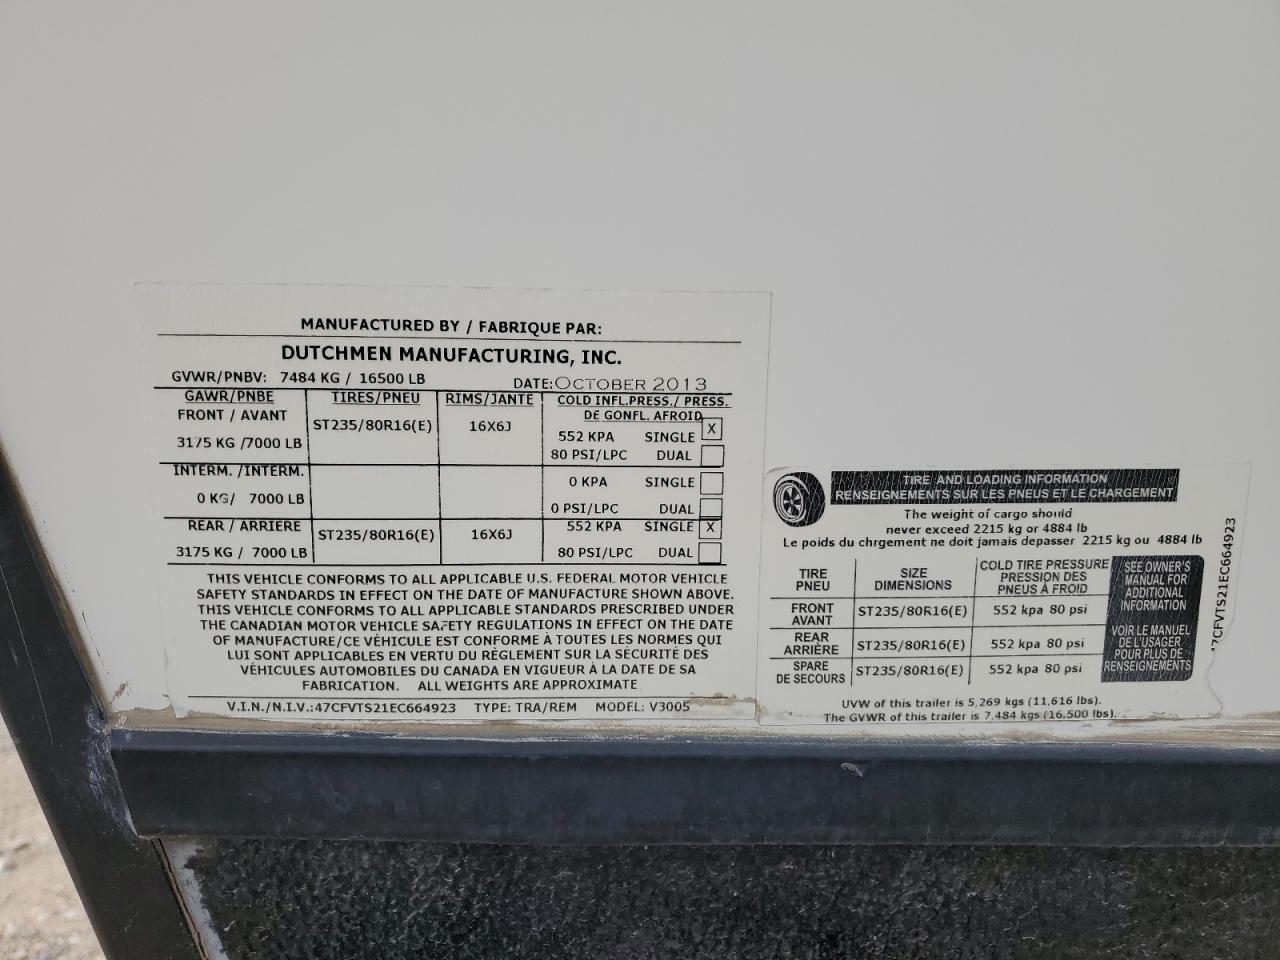 MANUFACTURED BY / FABRIQUE PAR:
DUTCHMEN MANUFACTURING, INC.
GVWR/PNBV: 7484 KG / 16500 LB DATE: OCTOBER 2013
GAWR/PNBE TIRES/PNEU RIMS/JANTE COLD INFL.PRESS./ PRESS.
DE GONFL. AFROID
FRONT / AVANT ST235/80R16(E) 16X6J
3175 KG /7000 LB 552 KPA SINGLE X
80 PSI/LPC DUAL
INTERM. /INTERM. 0 KPA SINGLE
0 KG/ 7000 LB 0 PSI/LPC DUAL
REAR / ARRIERE ST235/80R16(E) 16X6J 552 KPA SINGLE X
3175 KG / 7000 LB 80 PSI/LPC DUAL
THIS VEHICLE CONFORMS TO ALL APPLICABLE U.S. FEDERAL MOTOR VEHICLE
SAFETY STANDARDS IN EFFECT ON THE DATE OF MANUFACTURE SHOWN ABOVE.
THIS VEHICLE CONFORMS TO ALL APPLICABLE STANDARDS PRESCRIBED UNDER
THE CANADIAN MOTOR VEHICLE SAFETY REGULATIONS IN EFFECT ON THE DATE
OF MANUFACTURE/CE VÉHICULE EST CONFORME À TOUTES LES NORMES QUI
LUI SONT APPLICABLES EN VERTU DU RÈGLEMENT SUR LA SÉCURITÉ DES
VÉHICULES AUTOMOBILES DU CANADA EN VIGUEUR À LA DATE DE SA
FABRICATION. ALL WEIGHTS ARE APPROXIMATE
V.I.N./N.I.V.:47CFVTS21EC664923 TYPE: TRA/REM MODEL: V3005
TIRE AND LOADING INFORMATION
RENSEIGNEMENTS SUR LES PNEUS ET LE CHARGEMENT
The weight of cargo should
never exceed 2215 kg or 4884 lb
Le poids du chrgement ne doit jamais depasser 2215 kg ou 4884 lb
TIRE
PNEU
SIZE
DIMENSIONS
COLD TIRE PRESSURE
PRESSION DES
PNEUS À FROID
FRONT
AVANT
ST235/80R16(E) 552 kpa 80 psi
REAR
ARRIÈRE
ST235/80R16(E) 552 kpa 80 psi
SPARE
DE SECOURS
ST235/80R16(E) 552 kpa 80 psi
SEE OWNER'S
MANUAL FOR
ADDITIONAL
INFORMATION
VOIR LE MANUEL
DE L'USAGER
POUR PLUS DE
RENSEIGNEMENTS
UVW of this trailer is 5,269 kgs (11,616 lbs).
The GVWR of this trailer is 7,484 kgs (16,500 lbs).
7CFVTS21EC664923